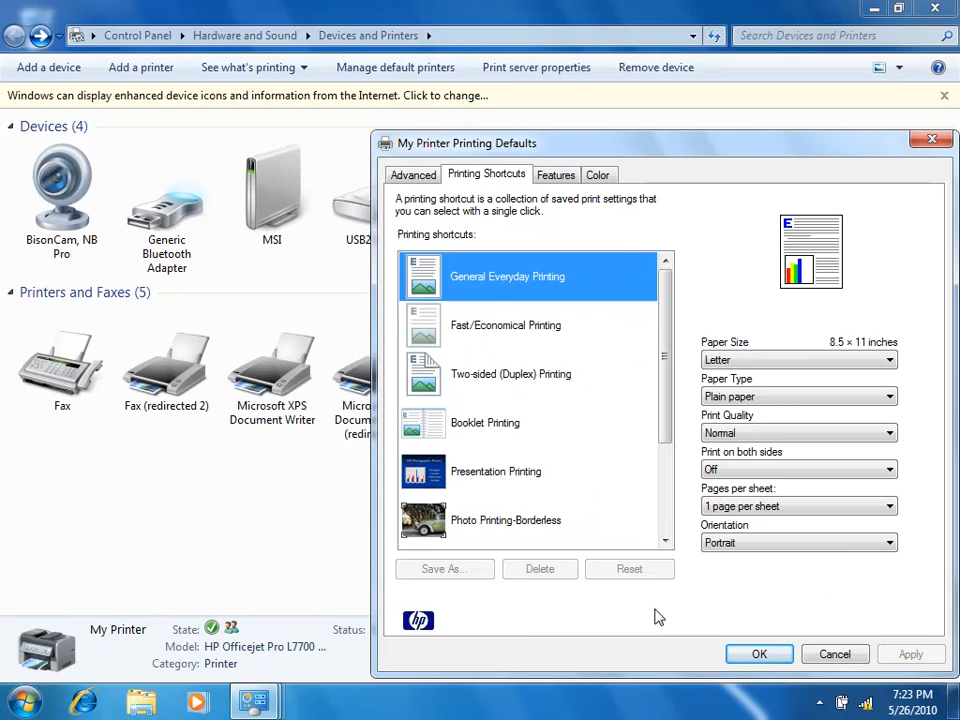 Control Panel
Hardware and Sound
Devices and Printers
Search Devices and Printers
Add a device
Add a printer
See what's printing
Manage default printers
Print server properties
Remove device
Windows can display enhanced device icons and information from the Internet. Click to change...
Devices (4)
BisonCam, NB
Pro
Generic
Bluetooth
Adapter
MSI
USB2
Printers and Faxes (5)
Fax
Fax (redirected 2)
Microsoft XPS
Document Writer
Micro
Docum
(redi
My Printer Printing Defaults
Advanced
Printing Shortcuts
Features
Color
A printing shortcut is a collection of saved print settings that
you can select with a single click.
Printing shortcuts:
General Everyday Printing
Fast/Economical Printing
Two-sided (Duplex) Printing
Booklet Printing
Presentation Printing
Photo Printing-Borderless
Save As...
Delete
Reset
hp
E
Paper Size 8.5 × 11 inches
Letter
Paper Type
Plain paper
Print Quality
Normal
Print on both sides
Off
Pages per sheet:
1 page per sheet
Orientation
Portrait
OK
Cancel
Apply
My Printer
State:
Status:
Model: HP Officejet Pro L7700 ...
Category: Printer
7:23 PM
5/26/2010